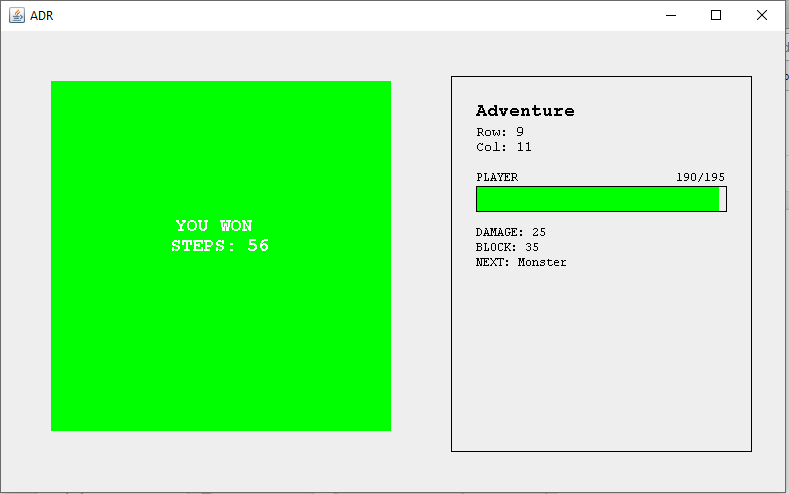 ADR
YOU WON
STEPS: 56
Adventure
Row: 9
Col: 11
PLAYER 190/195
DAMAGE: 25
BLOCK: 35
NEXT: Monster